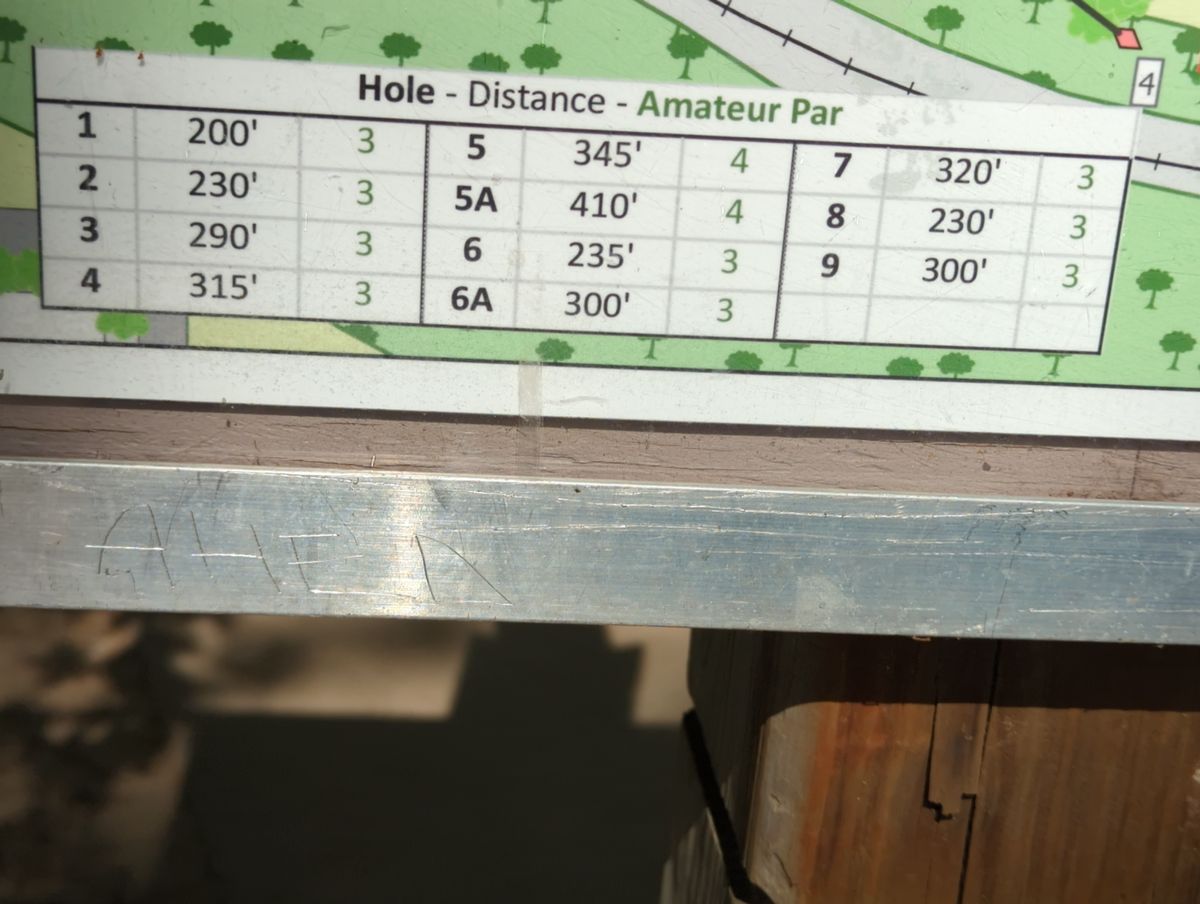 Hole - Distance - Amateur Par
1 200' 3 5 345' 4 7 320' 3
2 230' 3 5A 410' 4 8 230' 3
3 290' 3 6 235' 3 9 300' 3
4 315' 3 6A 300' 3
4